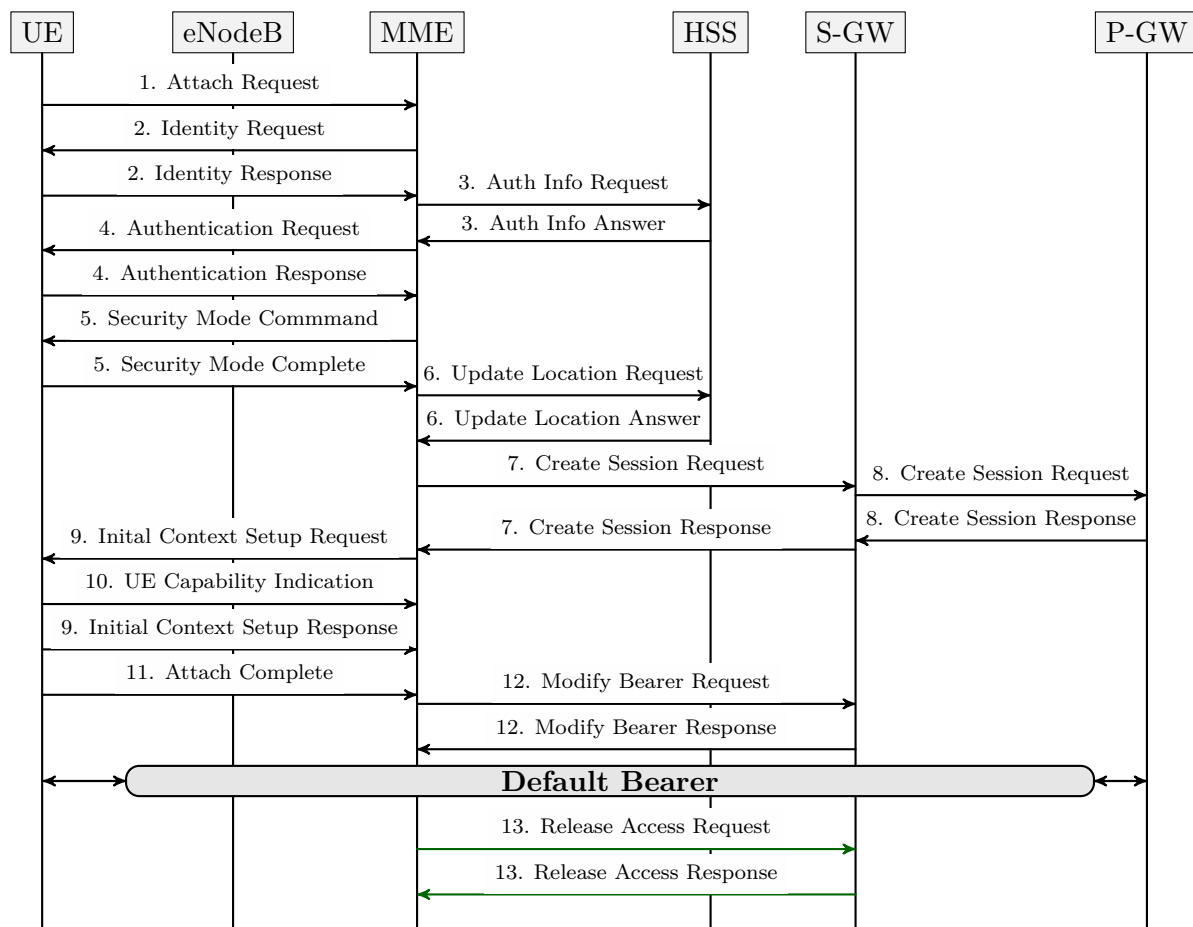 UE eNodeB MME HSS S-GW P-GW
1. Attach Request
2. Identity Request
2. Identity Response
3. Auth Info Request
3. Auth Info Answer
4. Authentication Request
4. Authentication Response
5. Security Mode Commmand
5. Security Mode Complete
6. Update Location Request
6. Update Location Answer
7. Create Session Request
8. Create Session Request
8. Create Session Response
7. Create Session Response
9. Inital Context Setup Request
10. UE Capability Indication
9. Initial Context Setup Response
11. Attach Complete
12. Modify Bearer Request
12. Modify Bearer Response
Default Bearer
13. Release Access Request
13. Release Access Response